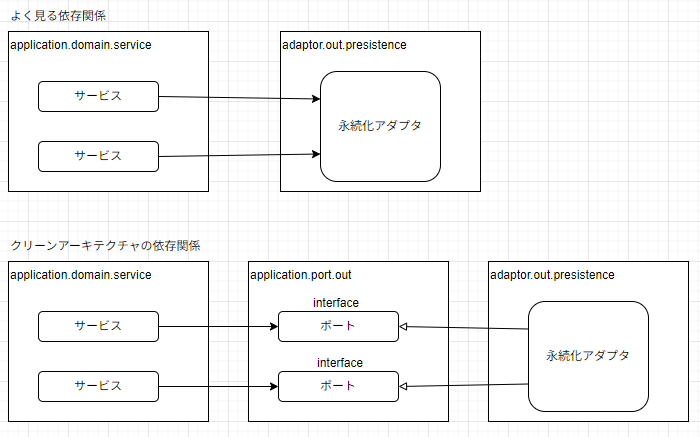 よく見る依存関係
application.domain.service
adaptor.out.presistence
サービス
サービス
永続化アダプタ
クリーンアーキテクチャの依存関係
application.domain.service
application.port.out
adaptor.out.presistence
interface
サービス
ポート
interface
サービス
ポート
永続化アダプタ